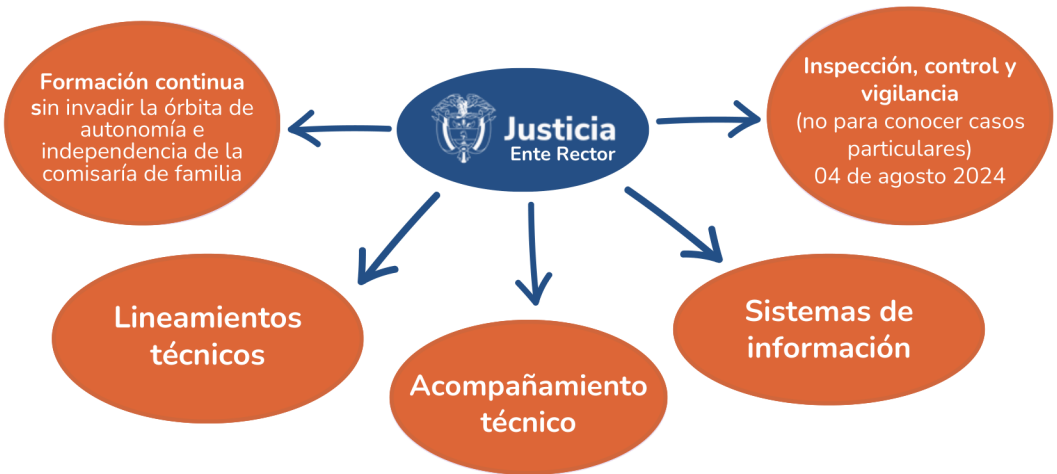 Formación continua
sin invadir la órbita de
autonomía e
independencia de la
comisaría de familia
Justicia
Ente Rector
Inspección, control y
vigilancia
(no para conocer casos
particulares)
04 de agosto 2024
Lineamientos
técnicos
Acompañamiento
técnico
Sistemas de
información